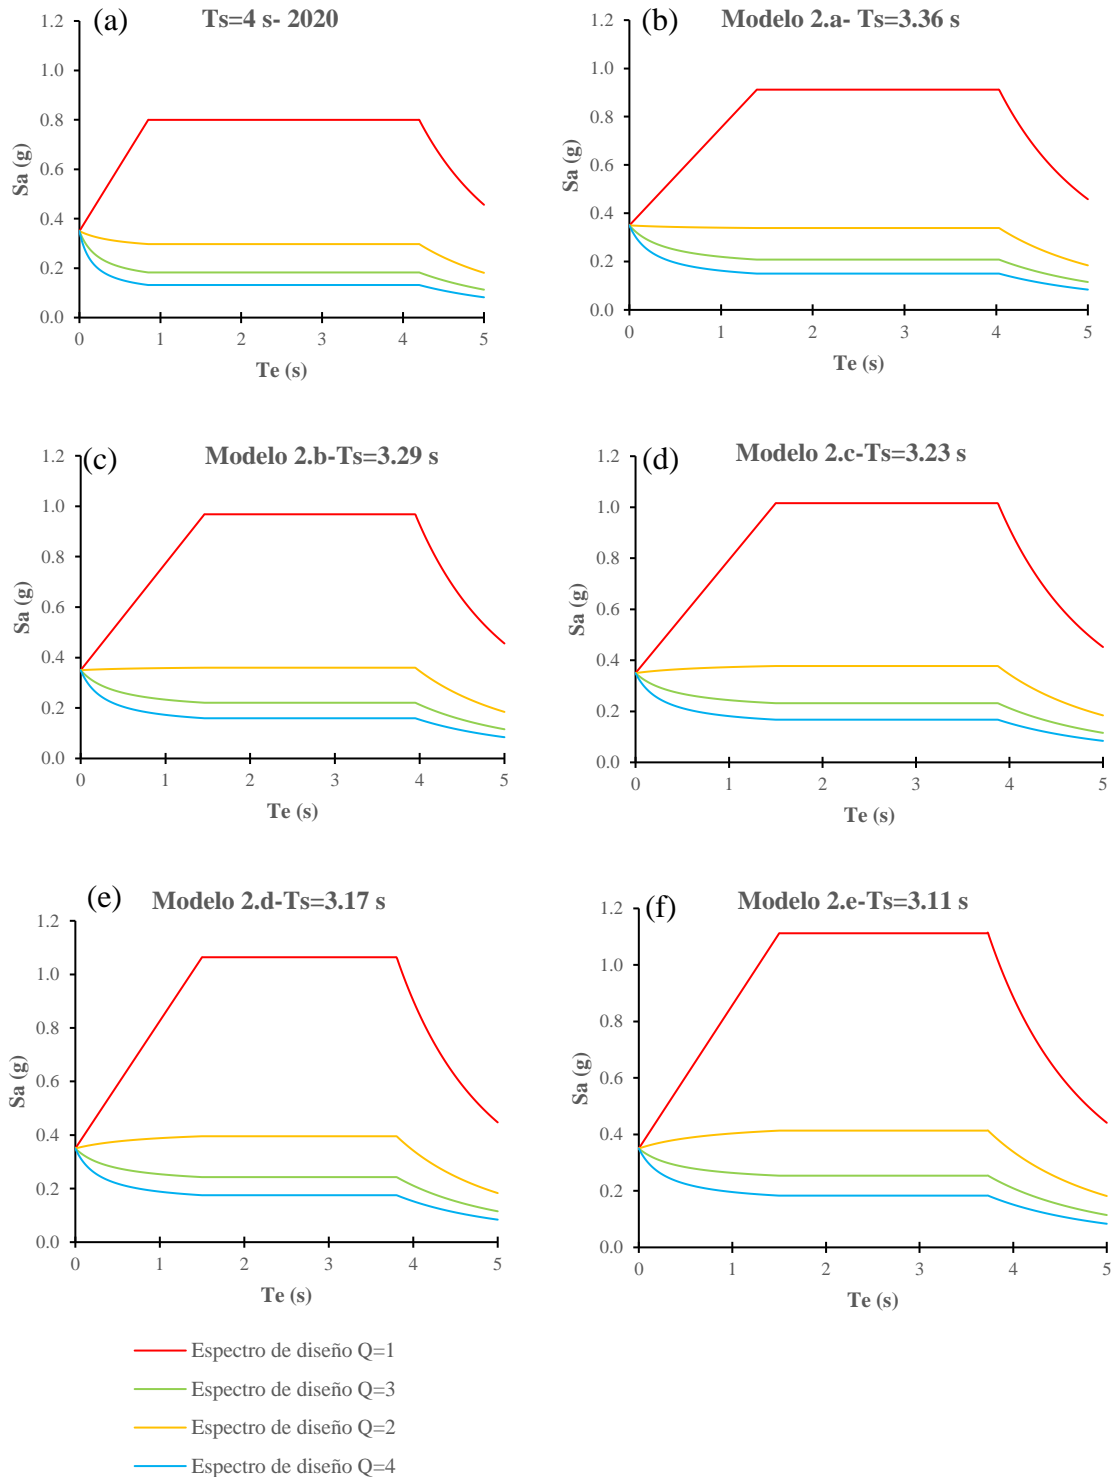 (a) Ts=4 s- 2020
1.2
1.0
0.8
0.6
0.4
0.2
0.0
Sa (g)
0 1 2 3 4 5
Te (s)
(b) Modelo 2.a- Ts=3.36 s
1.2
1.0
0.8
0.6
0.4
0.2
0.0
Sa (g)
0 1 2 3 4 5
Te (s)
(c) Modelo 2.b-Ts=3.29 s
1.2
1.0
0.8
0.6
0.4
0.2
0.0
Sa (g)
0 1 2 3 4 5
Te (s)
(d) Modelo 2.c-Ts=3.23 s
1.2
1.0
0.8
0.6
0.4
0.2
0.0
Sa (g)
0 1 2 3 4 5
Te (s)
(e) Modelo 2.d-Ts=3.17 s
1.2
1.0
0.8
0.6
0.4
0.2
0.0
Sa (g)
0 1 2 3 4 5
Te (s)
(f) Modelo 2.e-Ts=3.11 s
1.2
1.0
0.8
0.6
0.4
0.2
0.0
Sa (g)
0 1 2 3 4 5
Te (s)
Espectro de diseño Q=1
Espectro de diseño Q=3
Espectro de diseño Q=2
Espectro de diseño Q=4